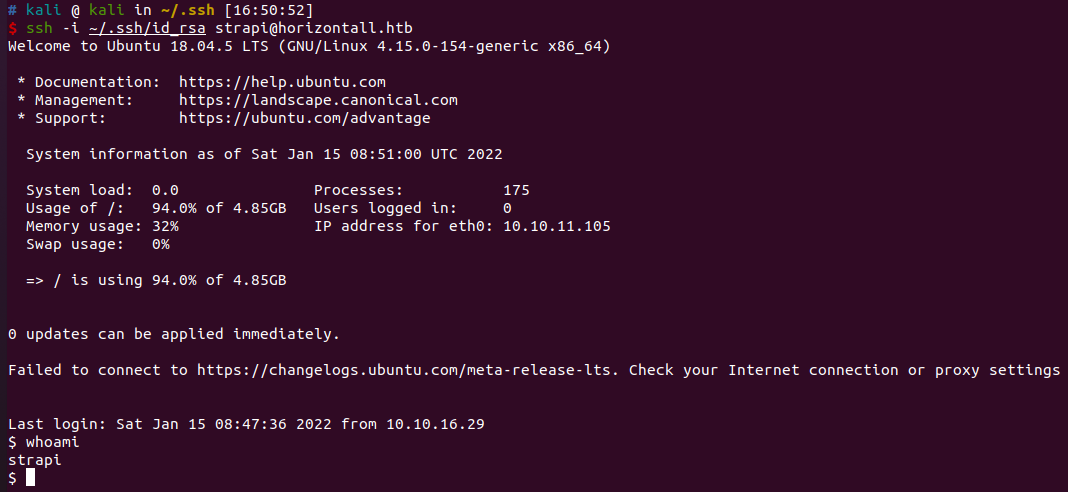 # kali @ kali in ~/.ssh [16:50:52]
$ ssh -i ~/.ssh/id_rsa strapi@horizontall.htb
Welcome to Ubuntu 18.04.5 LTS (GNU/Linux 4.15.0-154-generic x86_64)
* Documentation:  https://help.ubuntu.com
* Management:     https://landscape.canonical.com
* Support:        https://ubuntu.com/advantage
System information as of Sat Jan 15 08:51:00 UTC 2022
System load:  0.0               Processes:           175
Usage of /:   94.0% of 4.85GB   Users logged in:     0
Memory usage: 32%               IP address for eth0: 10.10.11.105
Swap usage:   0%
=> / is using 94.0% of 4.85GB
0 updates can be applied immediately.
Failed to connect to https://changelogs.ubuntu.com/meta-release-lts. Check your Internet connection or proxy settings
Last login: Sat Jan 15 08:47:36 2022 from 10.10.16.29
$ whoami
strapi
$